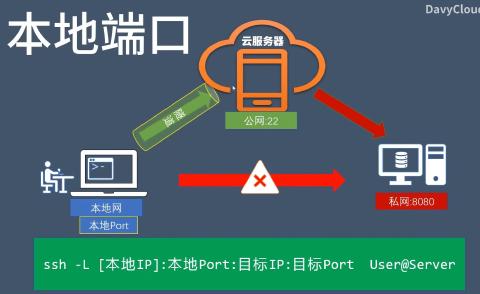 DavyCloud
本地端口
云服务器
公网:22
隧道
>-
本地网
本地Port
私网:8080
ssh -L [本地IP]:本地Port:目标IP:目标Port User@Server